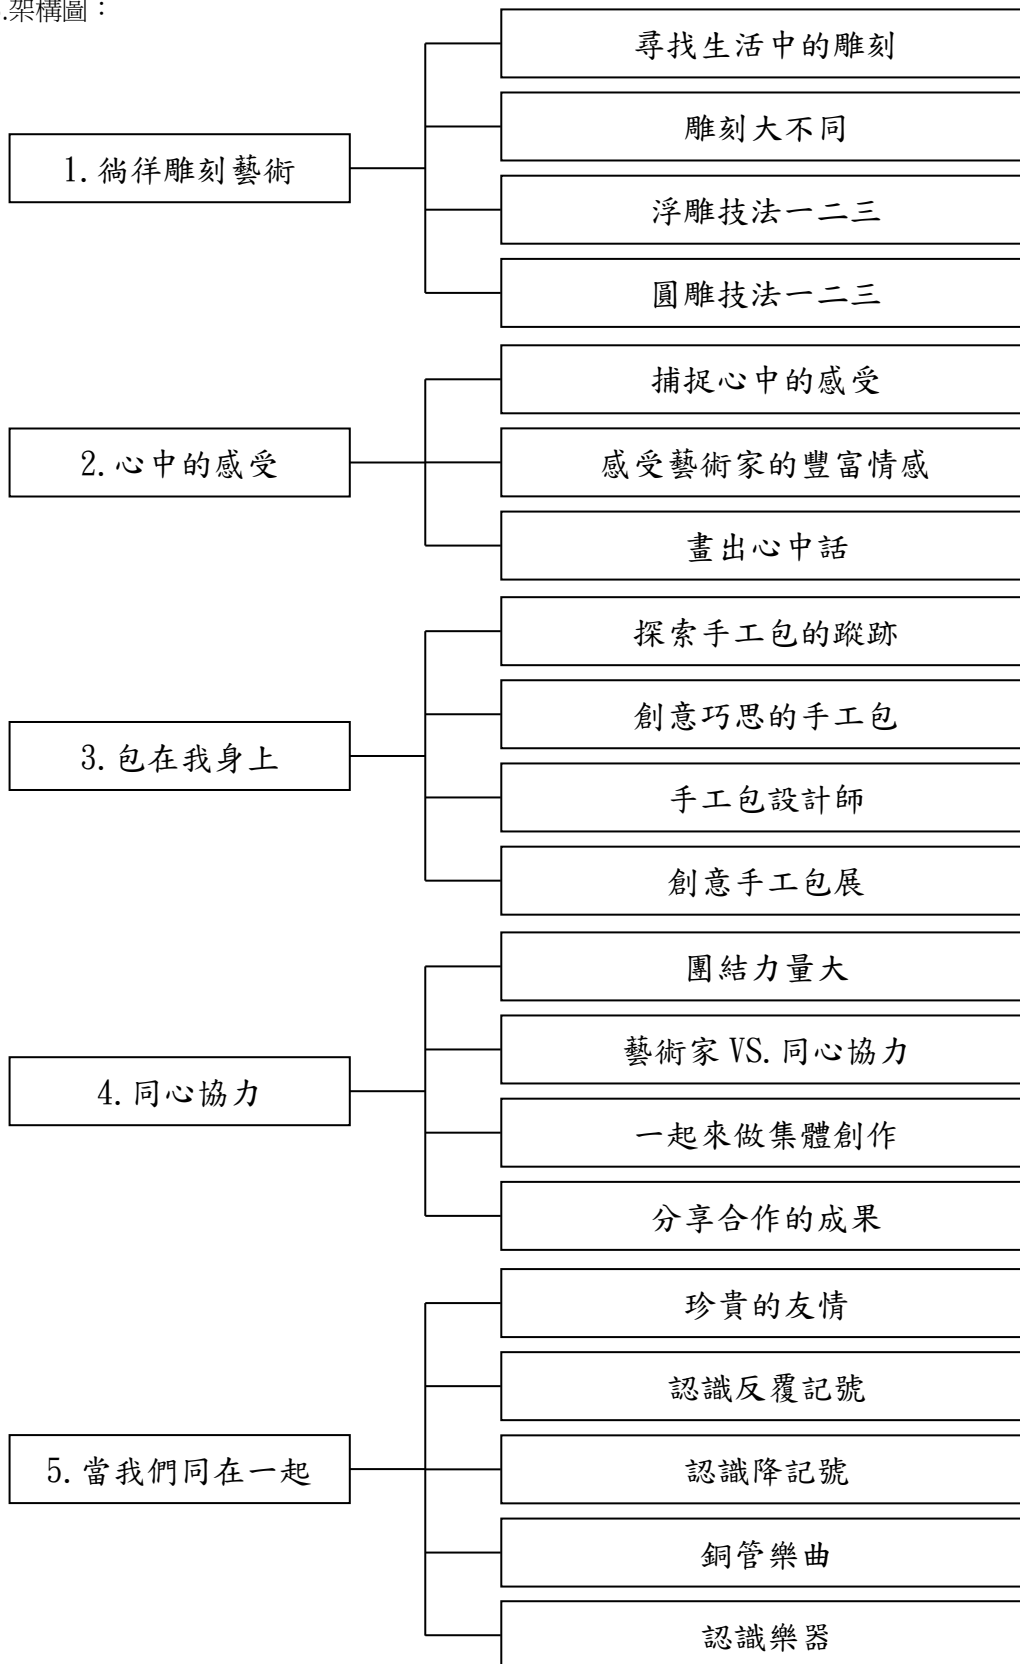 .架構圖：
1.徜徉雕刻藝術
尋找生活中的雕刻
雕刻大不同
浮雕技法一二三
圓雕技法一二三
2.心中的感受
捕捉心中的感受
感受藝術家的豐富情感
畫出心中話
3.包在我身上
探索手工包的蹤跡
創意巧思的手工包
手工包設計師
創意手工包展
4.同心協力
團結力量大
藝術家 VS.同心協力
一起來做集體創作
分享合作的成果
5.當我們同在一起
珍貴的友情
認識反覆記號
認識降記號
銅管樂曲
認識樂器